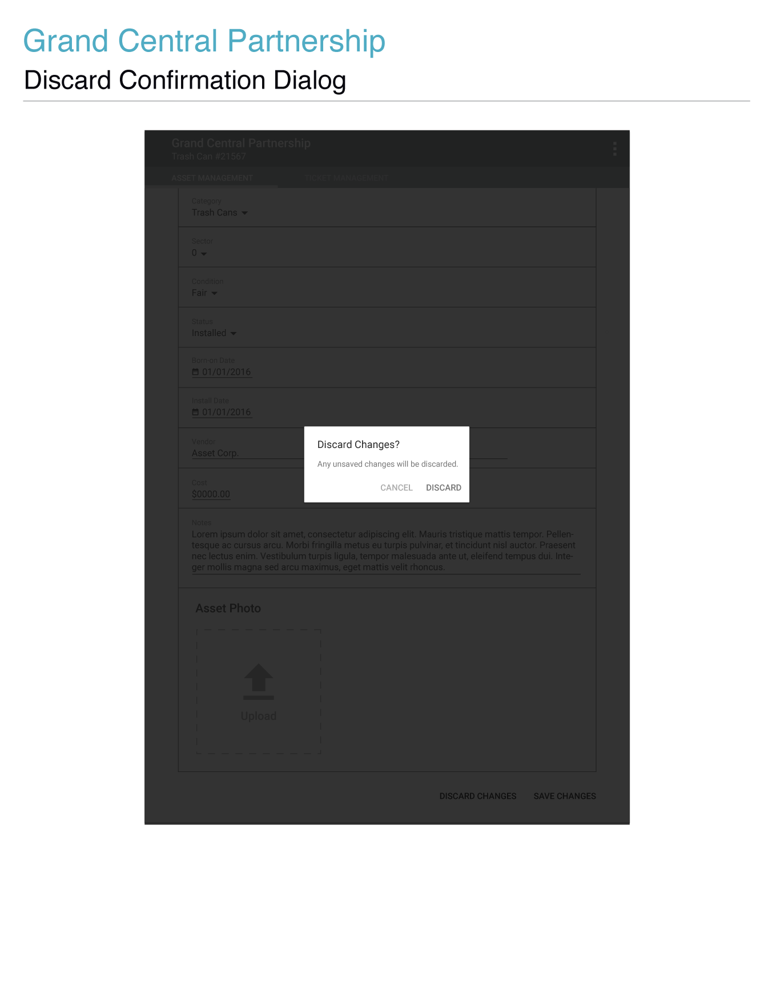 Grand Central Partnership
Discard Confirmation Dialog
Grand Central Partnership
Trash Can #21567
ASSET MANAGEMENT
TICKET MANAGEMENT
Category
Trash Cans
Sector
0
Condition
Fair
Status
Installed
Born-on Date
01/01/2016
Install Date
01/01/2016
Vendor
Asset Corp.
Discard Changes?
Any unsaved changes will be discarded.
CANCEL DISCARD
Cost
$0000.00
Notes
Lorem ipsum dolor sit amet, consectetur adipiscing elit. Mauris tristique mattis tempor. Pellen-
tesque ac cursus arcu. Morbi fringilla metus eu turpis pulvinar, et tincidunt nisl auctor. Praesent
nec lectus enim. Vestibulum turpis ligula, tempor malesuada ante ut, eleifend tempus dui. Inte-
ger mollis magna sed arcu maximus, eget mattis velit rhoncus.
Asset Photo
Upload
DISCARD CHANGES SAVE CHANGES